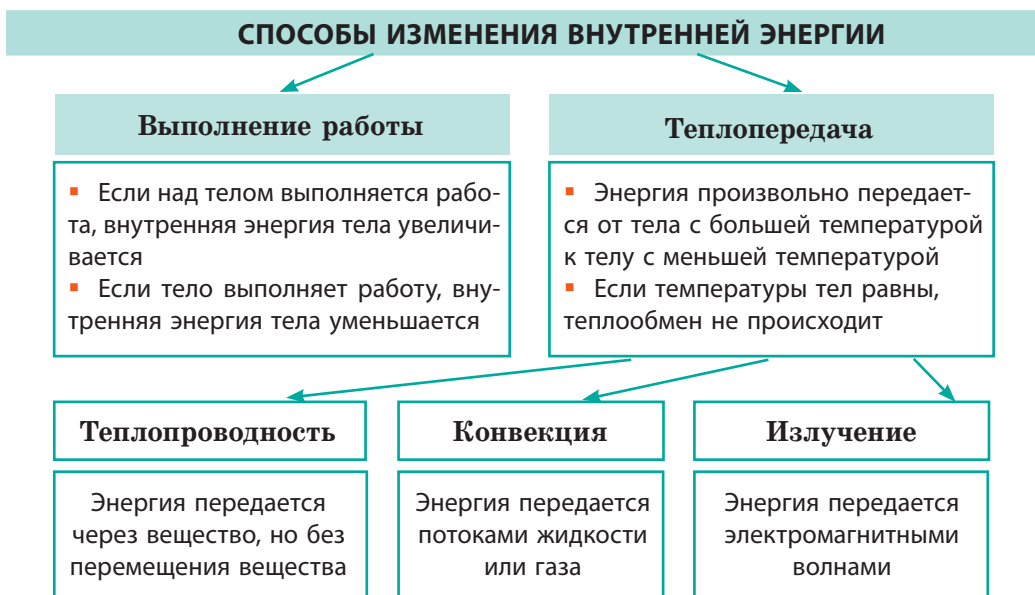 СПОСОБЫ ИЗМЕНЕНИЯ ВНУТРЕННЕЙ ЭНЕРГИИ
Выполнение работы
▪ Если над телом выполняется рабо-
та, внутренняя энергия тела увеличи-
вается
▪ Если тело выполняет работу, вну-
тренняя энергия тела уменьшается
Теплопередача
▪ Энергия произвольно передает-
ся от тела с большей температурой
к телу с меньшей температурой
▪ Если температуры тел равны,
теплообмен не происходит
Теплопроводность
Энергия передается
через вещество, но без
перемещения вещества
Конвекция
Энергия передается
потоками жидкости
или газа
Излучение
Энергия передается
электромагнитными
волнами